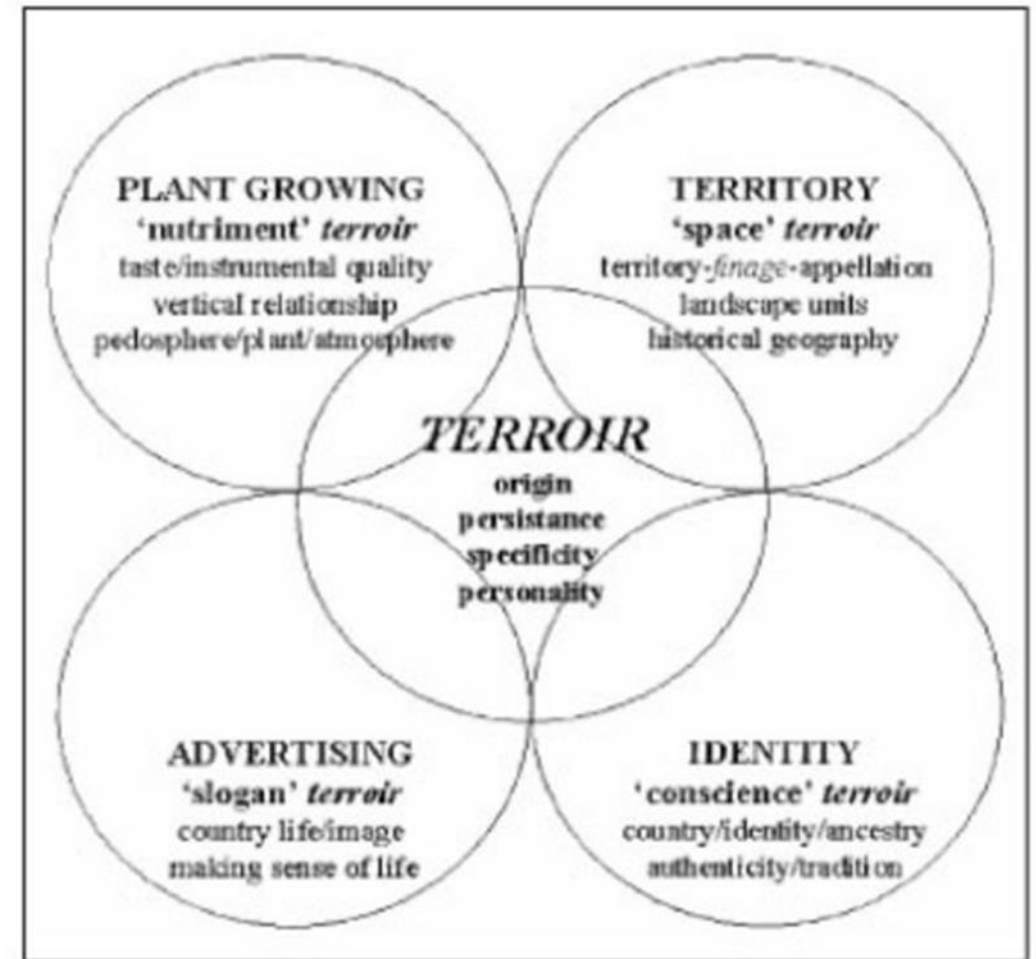 PLANT GROWING
'nutriment' terroir
taste/instrumental quality
vertical relationship
pedosphere/plant/atmosphere
TERRITORY
'space' terroir
territory-finage-appellation
landscape units
historical geography
TERROIR
origin
persistance
specificity
personality
ADVERTISING
'slogan' terroir
country life/image
making sense of life
IDENTITY
'conscience' terroir
country/identity/ancestry
authenticity/tradition